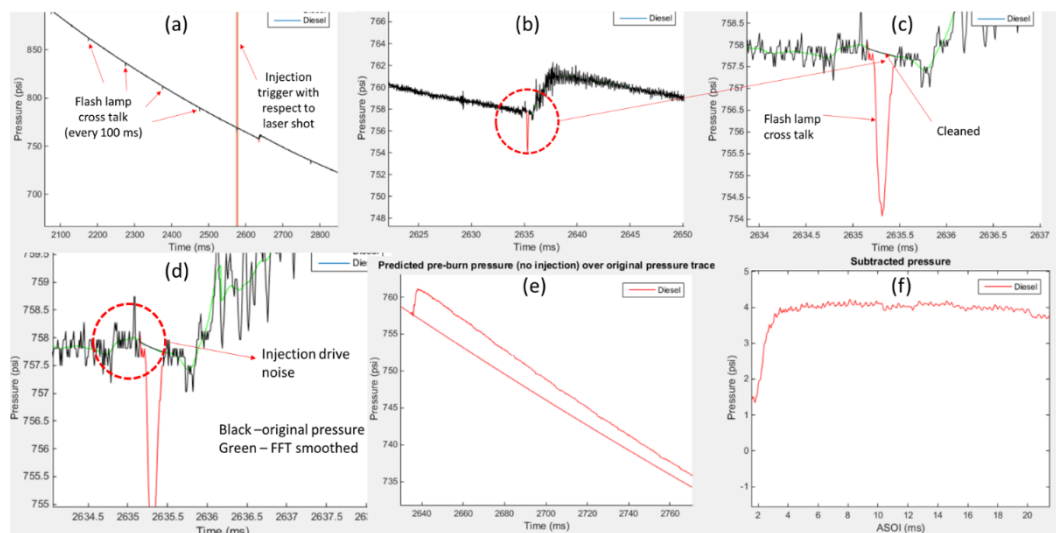 Diesel
(a)
Pressure (psi)
850
800
750
700
Flash lamp
cross talk
(every 100 ms)
Injection
trigger with
respect to
laser shot
2100 2200 2300 2400 2500 2600 2700 2800
Time (ms)
Diesel
(b)
Pressure (psi)
766
764
762
760
758
756
754
752
750
748
2625 2630 2635 2640 2645 2650
Time (ms)
Diesel
(c)
Pressure (psi)
758.5
758
757.5
757
756.5
756
755.5
755
754.5
754
Flash lamp
cross talk
Cleaned
2634 2634.5 2635 2635.5 2636 2636.5 2637
Time (ms)
Diesel
(d)
Pressure (psi)
759.5
759
758.5
758
757.5
757
756.5
756
755.5
755
Injection drive
noise
Black –original pressure
Green – FFT smoothed
2634.5 2635 2635.5 2636 2636.5 2637
Time (ms)
Predicted pre-burn pressure (no injection) over original pressure trace
Diesel
(e)
Pressure (psi)
760
755
750
745
740
735
2640 2660 2680 2700 2720 2740 2760
Time (ms)
Subtracted pressure
Diesel
(f)
Pressure (psi)
5
4
3
2
1
0
-1
2 4 6 8 10 12 14 16 18 20
ASOI (ms)